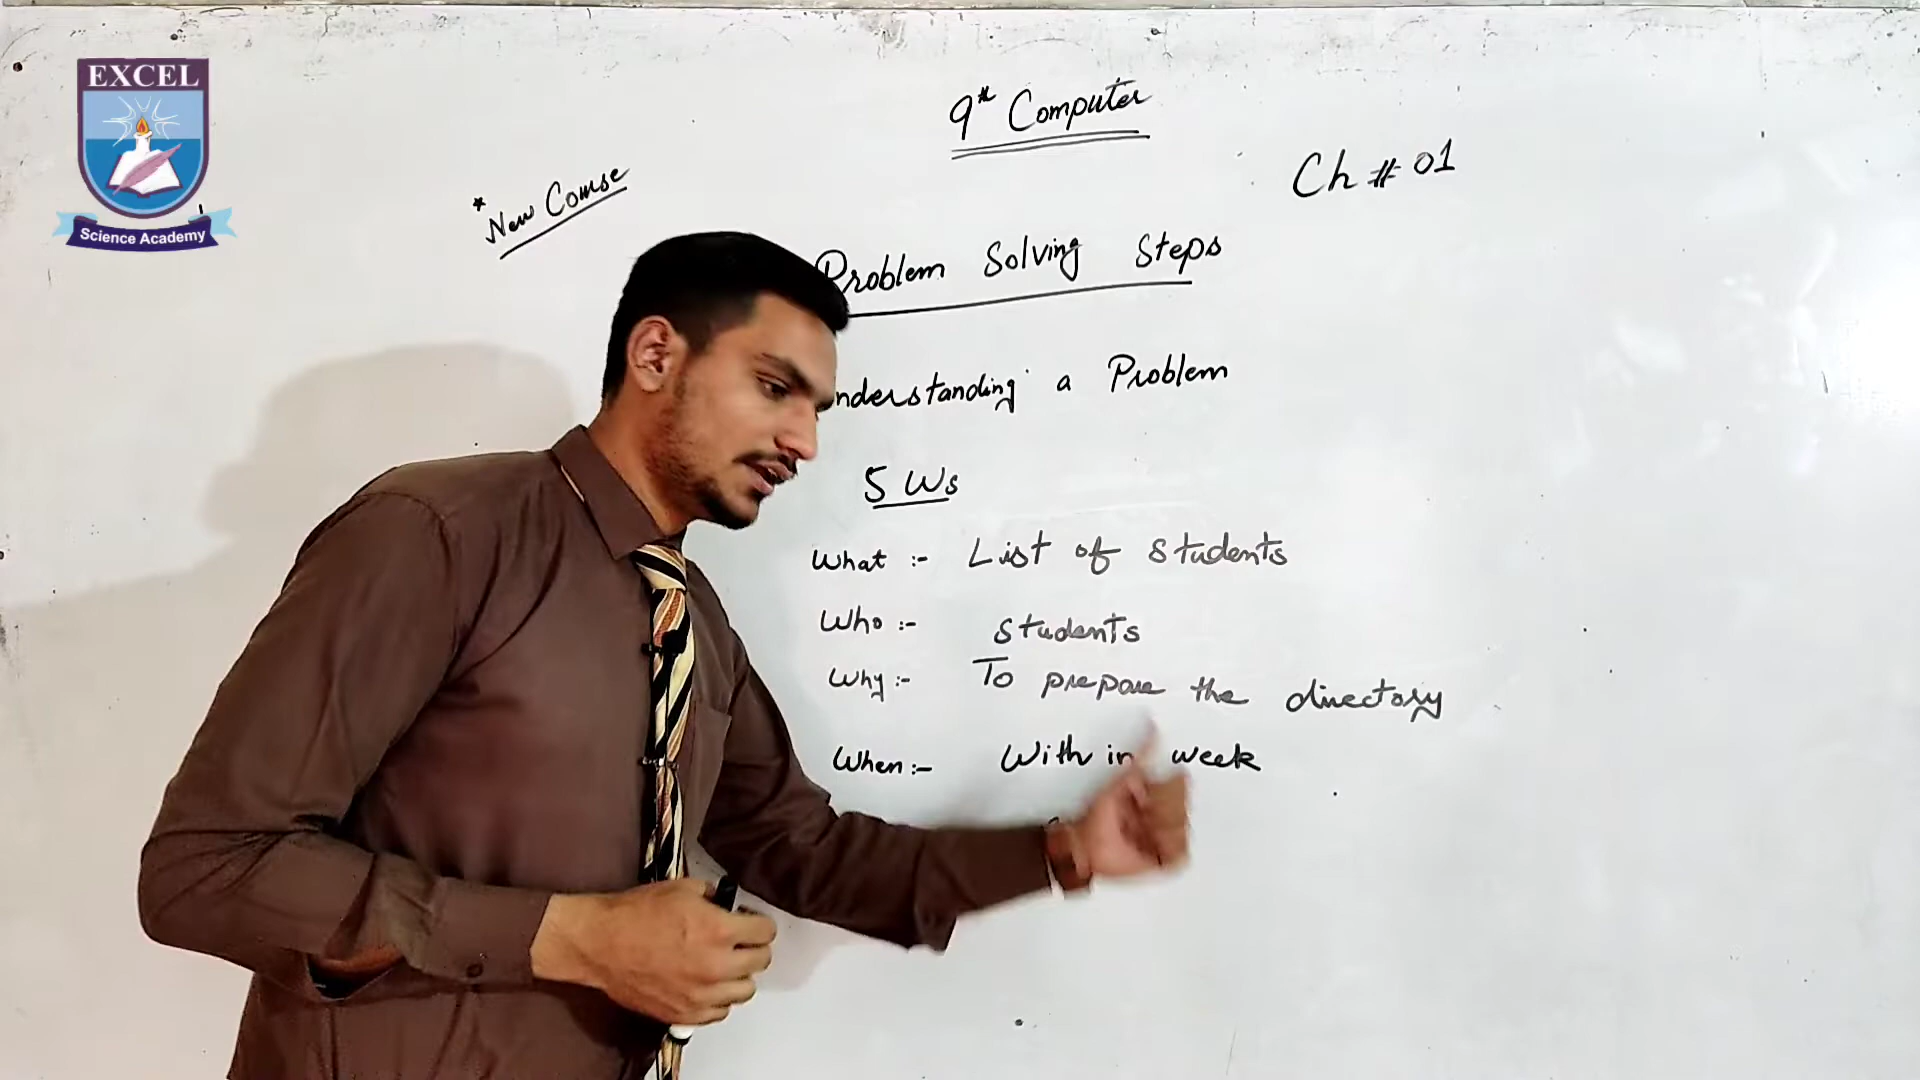 EXCEL
Science Academy
9th Computer
Ch # 01
* New Course
Problem Solving Steps
nderstanding a Problem
5 Ws
What :- List of Students
Who :- Students
Why :- To prepare the directory
When :- With in week